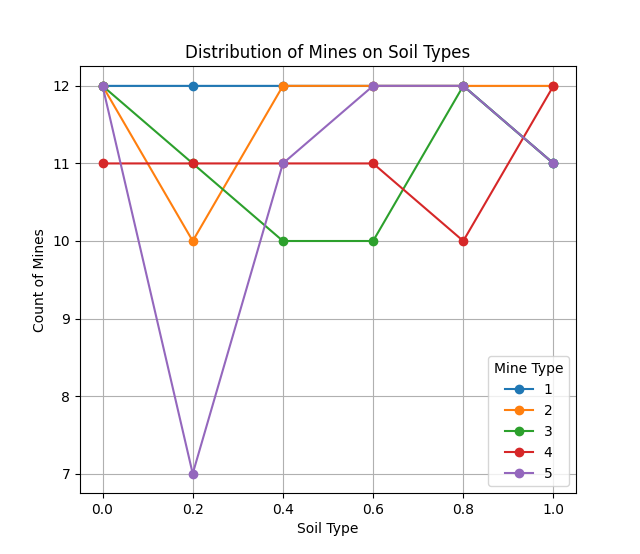 Distribution of Mines on Soil Types
12
11
10
9
8
7
Count of Mines
0.0 0.2 0.4 0.6 0.8 1.0
Soil Type
Mine Type
1
2
3
4
5